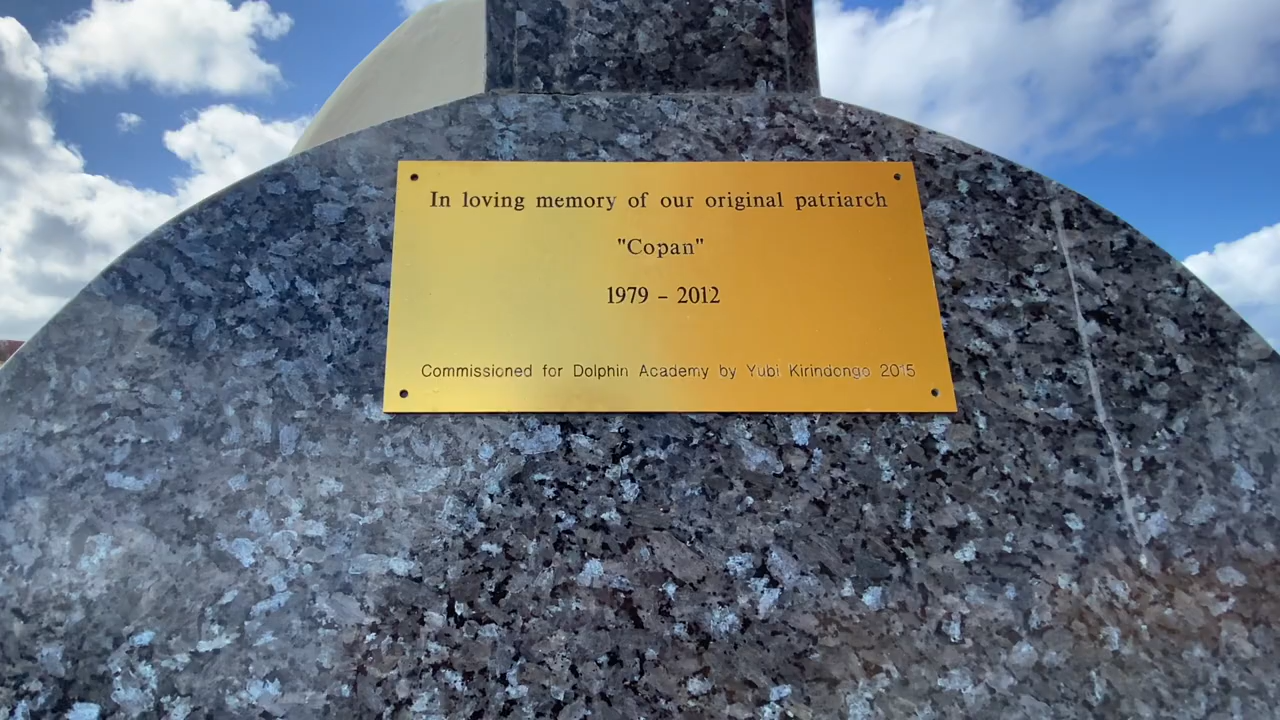 In loving memory of our original patriarch
"Copan"
1979 - 2012
Commissioned for Dolphin Academy by Yubi Kirindongo 2015